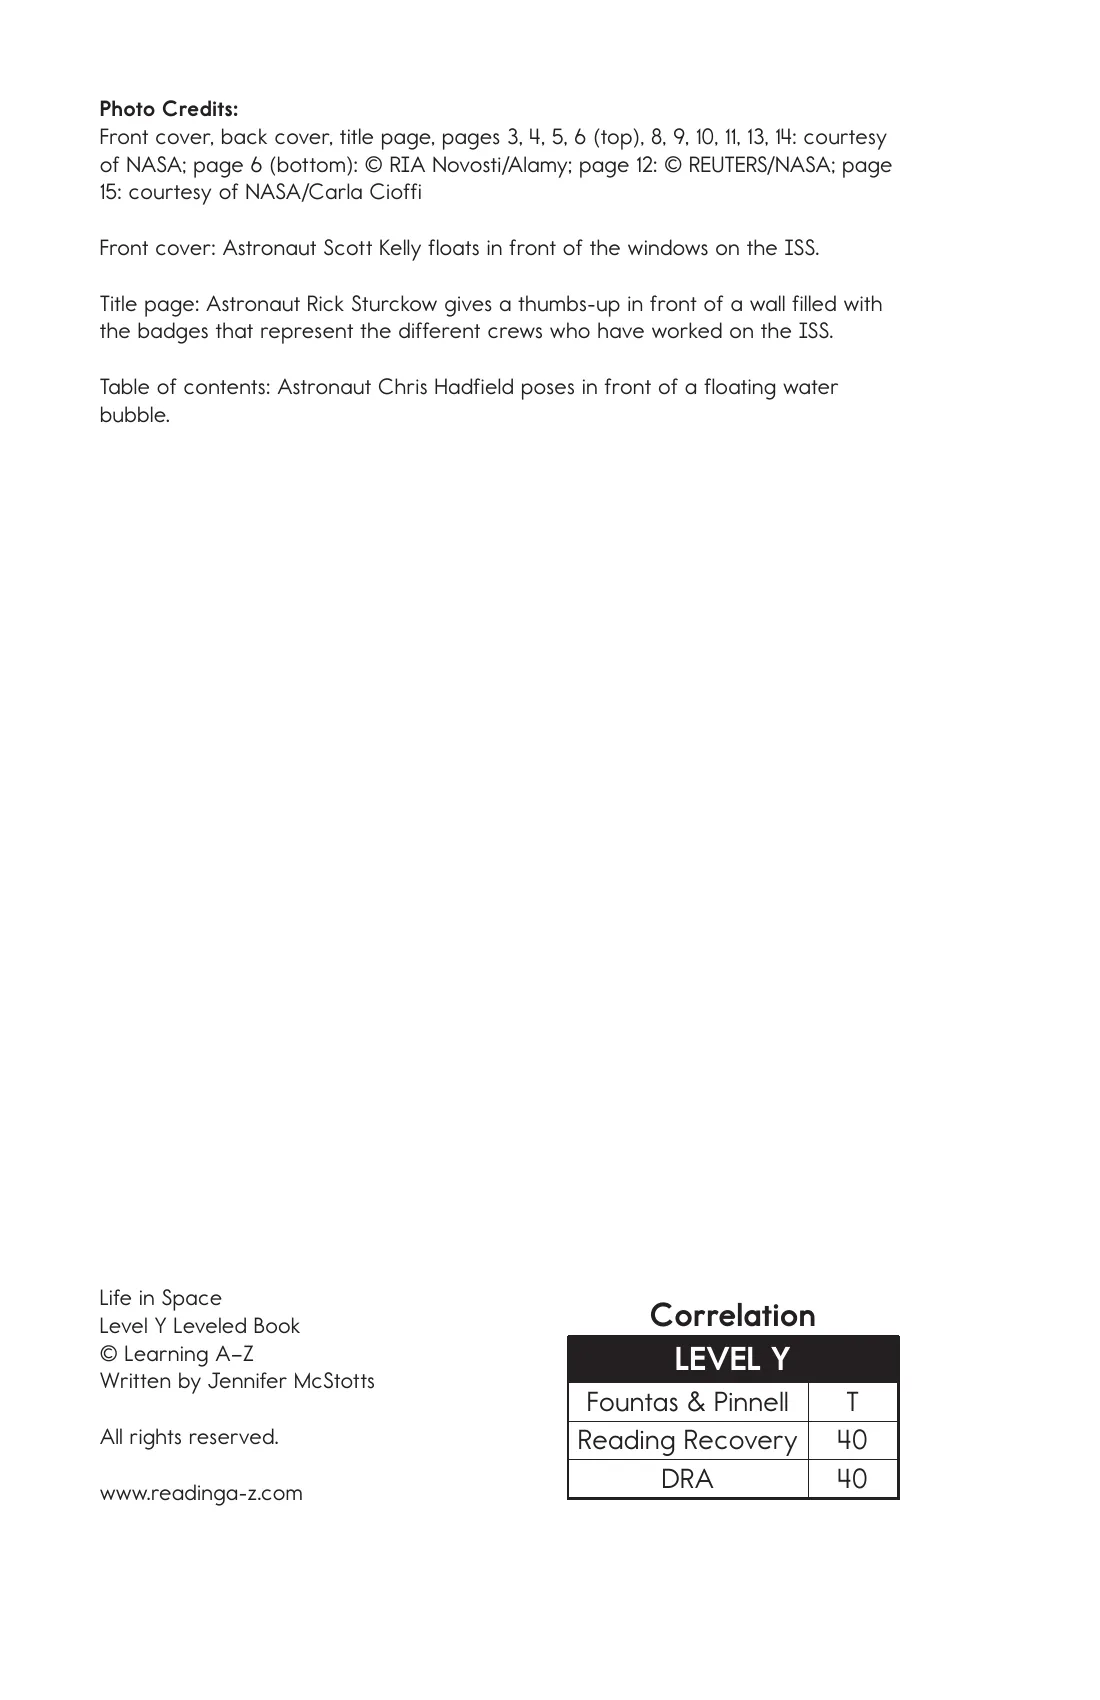 Photo Credits:
Front cover, back cover, title page, pages 3, 4, 5, 6 (top), 8, 9, 10, 11, 13, 14: courtesy
of NASA; page 6 (bottom): © RIA Novosti/Alamy; page 12: © REUTERS/NASA; page
15: courtesy of NASA/Carla Cioffi
Front cover: Astronaut Scott Kelly floats in front of the windows on the ISS.
Title page: Astronaut Rick Sturckow gives a thumbs-up in front of a wall filled with
the badges that represent the different crews who have worked on the ISS.
Table of contents: Astronaut Chris Hadfield poses in front of a floating water
bubble.
Life in Space
Level Y Leveled Book
© Learning A–Z
Written by Jennifer McStotts
All rights reserved.
www.readinga-z.com
Correlation
LEVEL Y
Fountas & Pinnell T
Reading Recovery 40
DRA 40